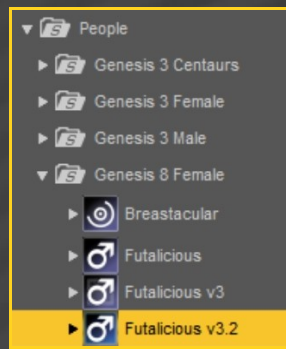 People
Genesis 3 Centaurs
Genesis 3 Female
Genesis 3 Male
Genesis 8 Female
Breastacular
Futalicious
Futalicious v3
Futalicious v3.2